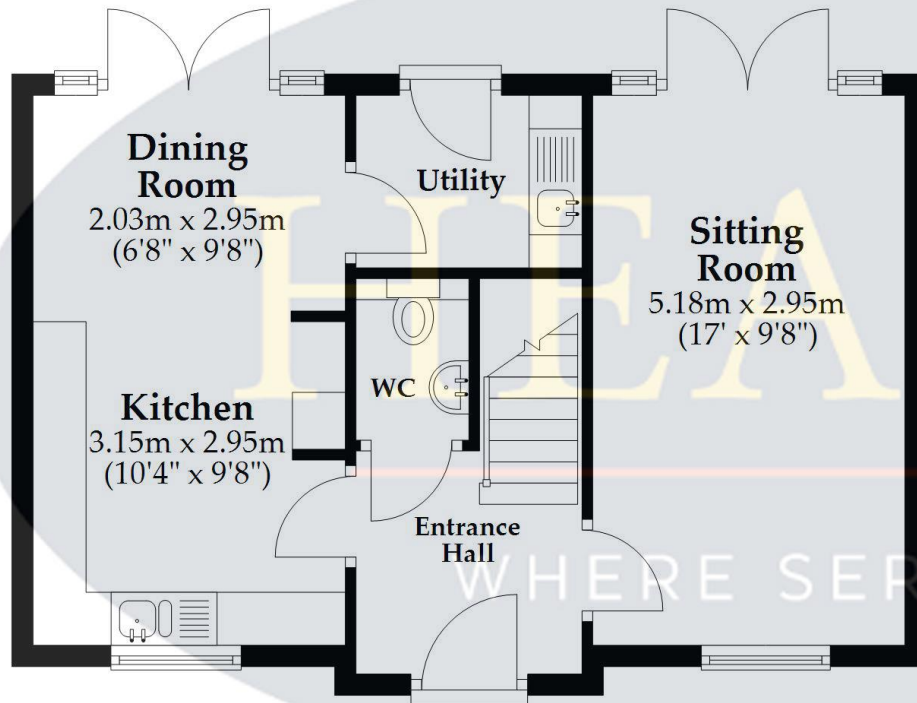 Dining
Room
2.03m x 2.95m
(6'8" x 9'8")
Utility
Sitting
Room
5.18m x 2.95m
(17' x 9'8")
WC
Kitchen
3.15m x 2.95m
(10'4" x 9'8")
Entrance
Hall
HEA
WHERE SER